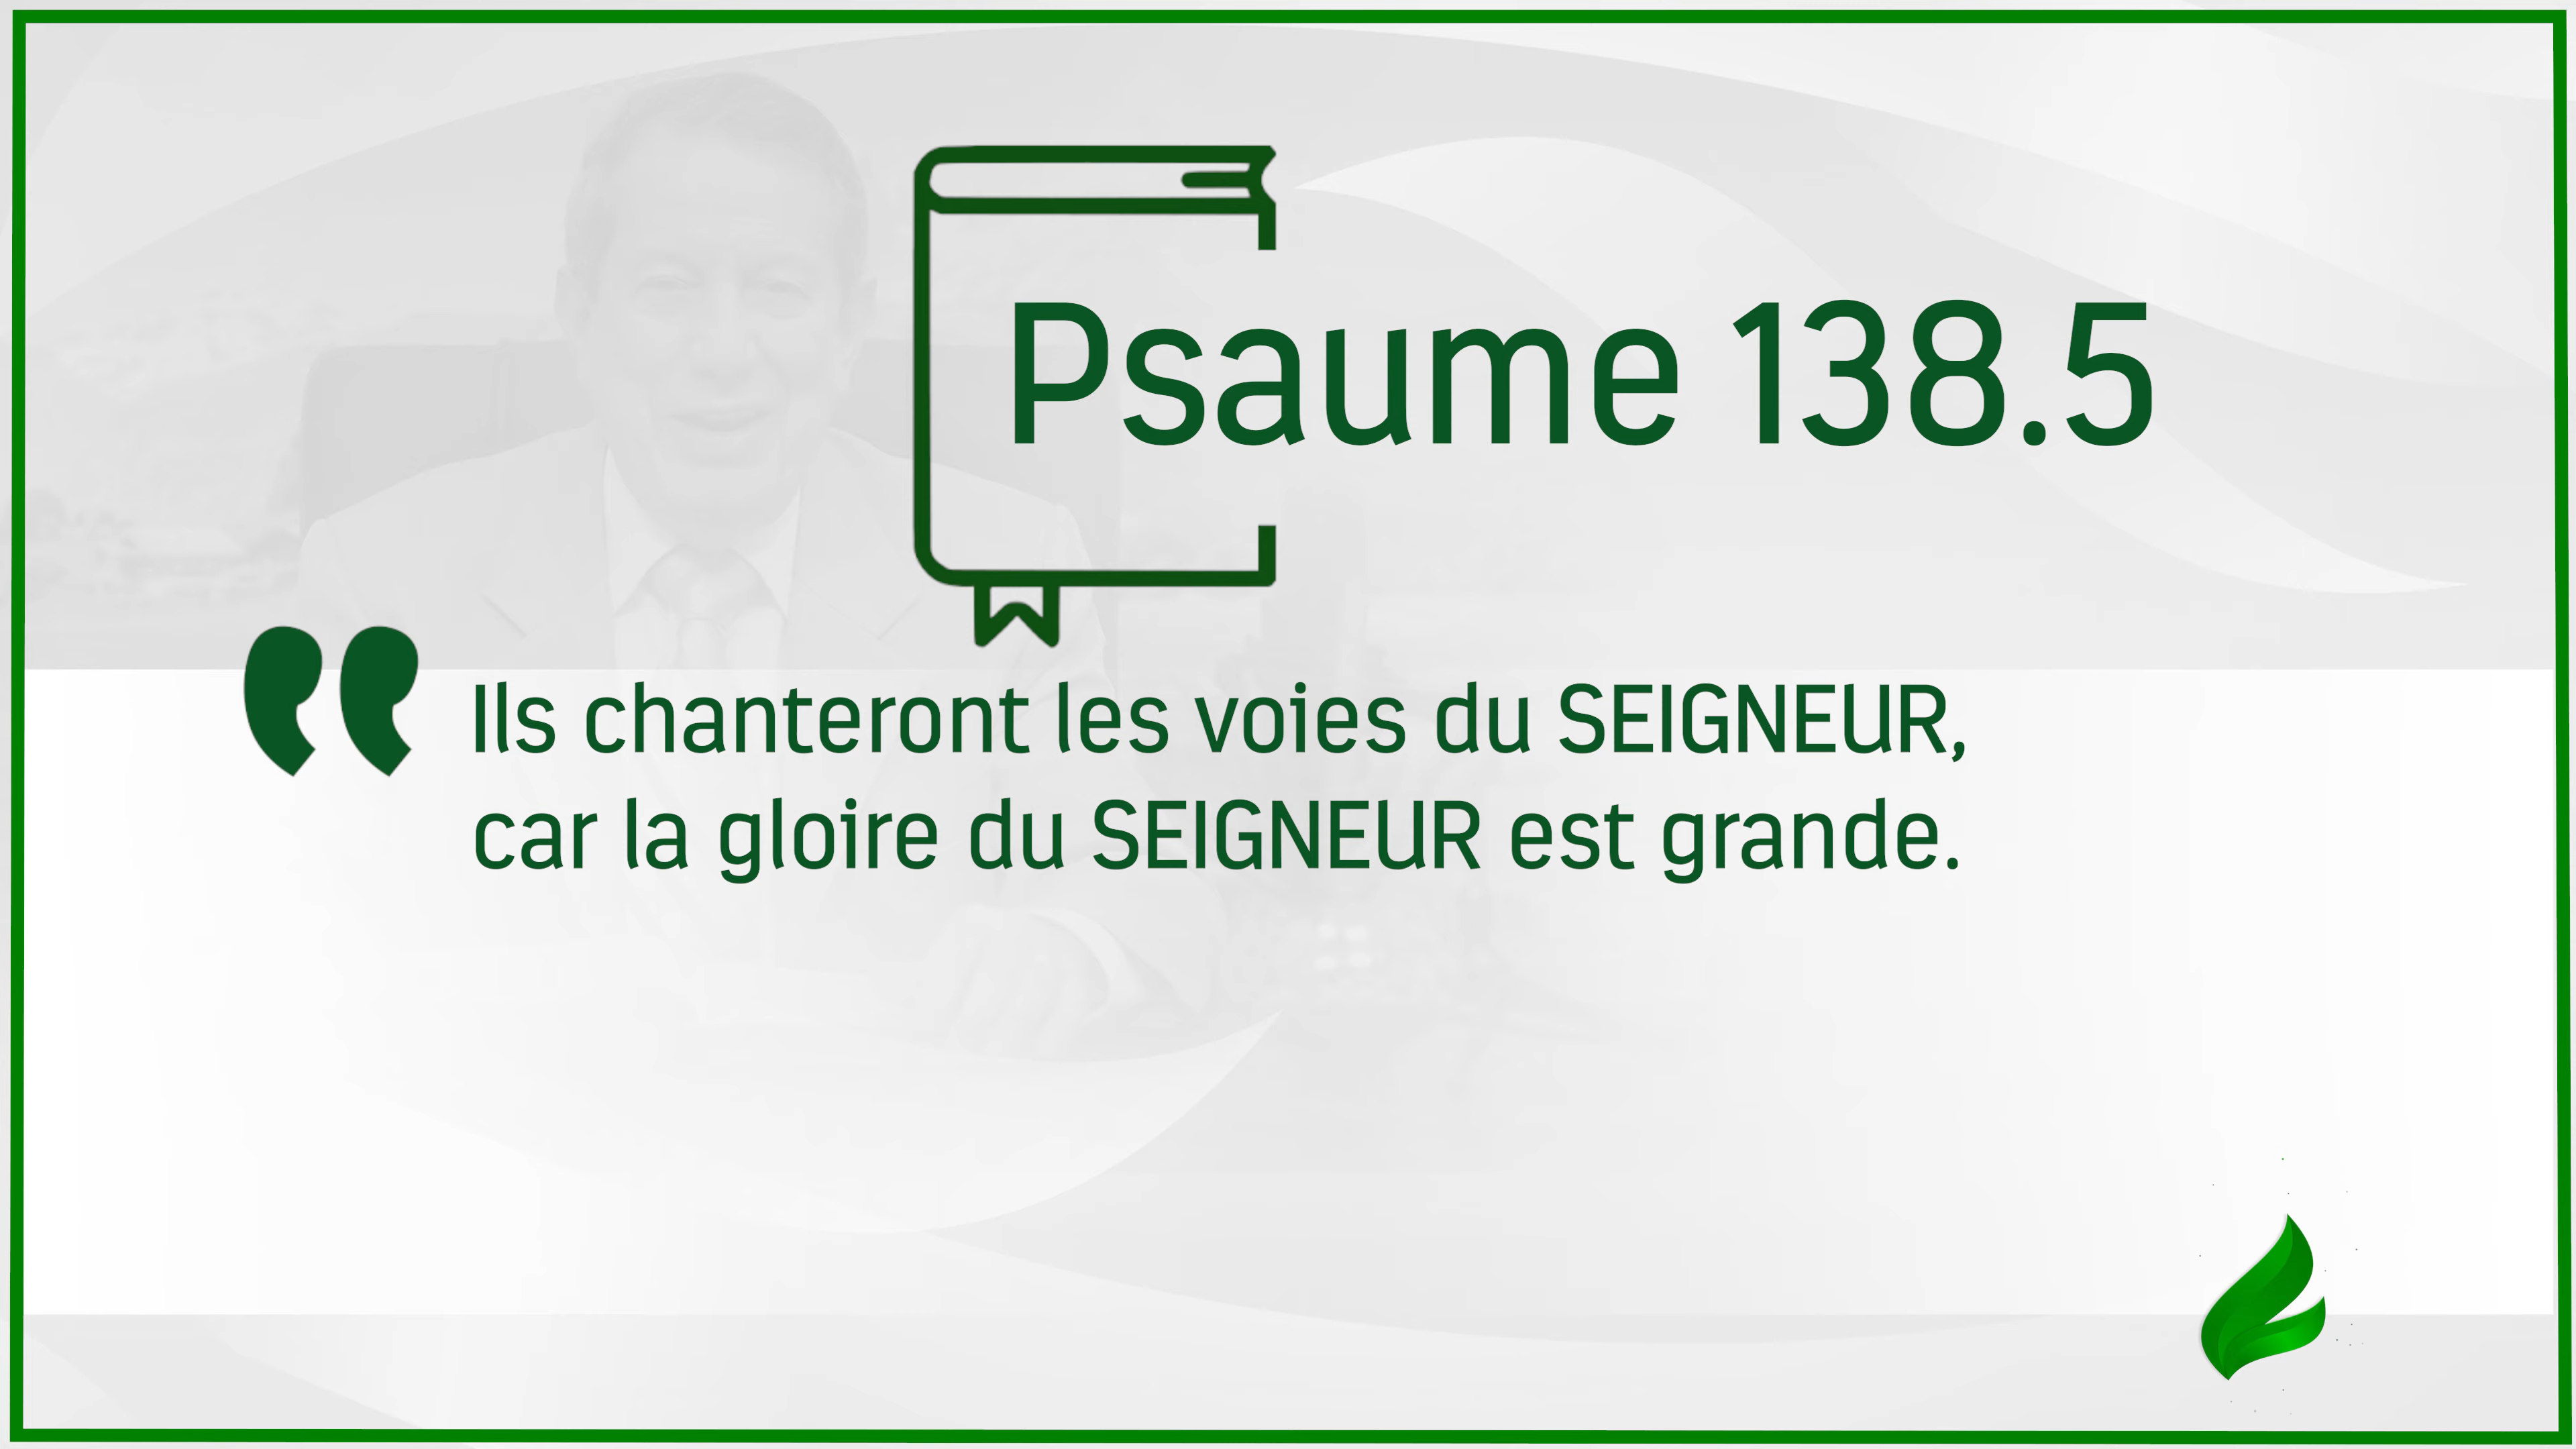 Psaume 138.5
Ils chanteront les voies du SEIGNEUR,
car la gloire du SEIGNEUR est grande.